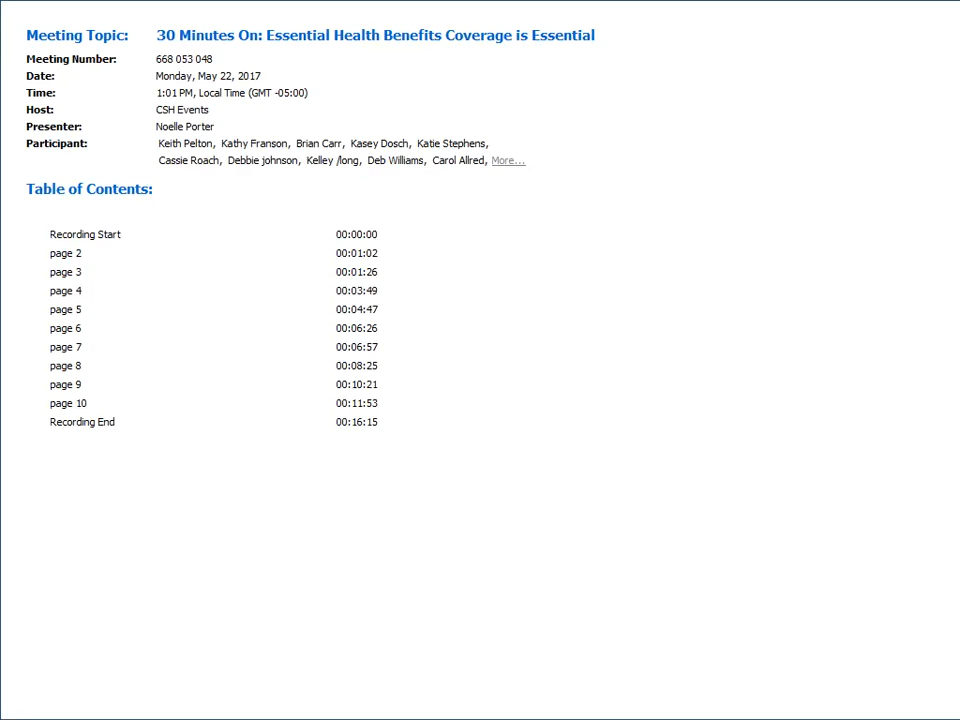 Meeting Topic: 30 Minutes On: Essential Health Benefits Coverage is Essential
Meeting Number: 668 053 048
Date: Monday, May 22, 2017
Time: 1:01 PM, Local Time (GMT -05:00)
Host: CSH Events
Presenter: Noelle Porter
Participant: Keith Pelton, Kathy Franson, Brian Carr, Kasey Dosch, Katie Stephens,
Cassie Roach, Debbie johnson, Kelley /long, Deb Williams, Carol Allred, More...
Table of Contents:
Recording Start 00:00:00
page 2 00:01:02
page 3 00:01:26
page 4 00:03:49
page 5 00:04:47
page 6 00:06:26
page 7 00:06:57
page 8 00:08:25
page 9 00:10:21
page 10 00:11:53
Recording End 00:16:15